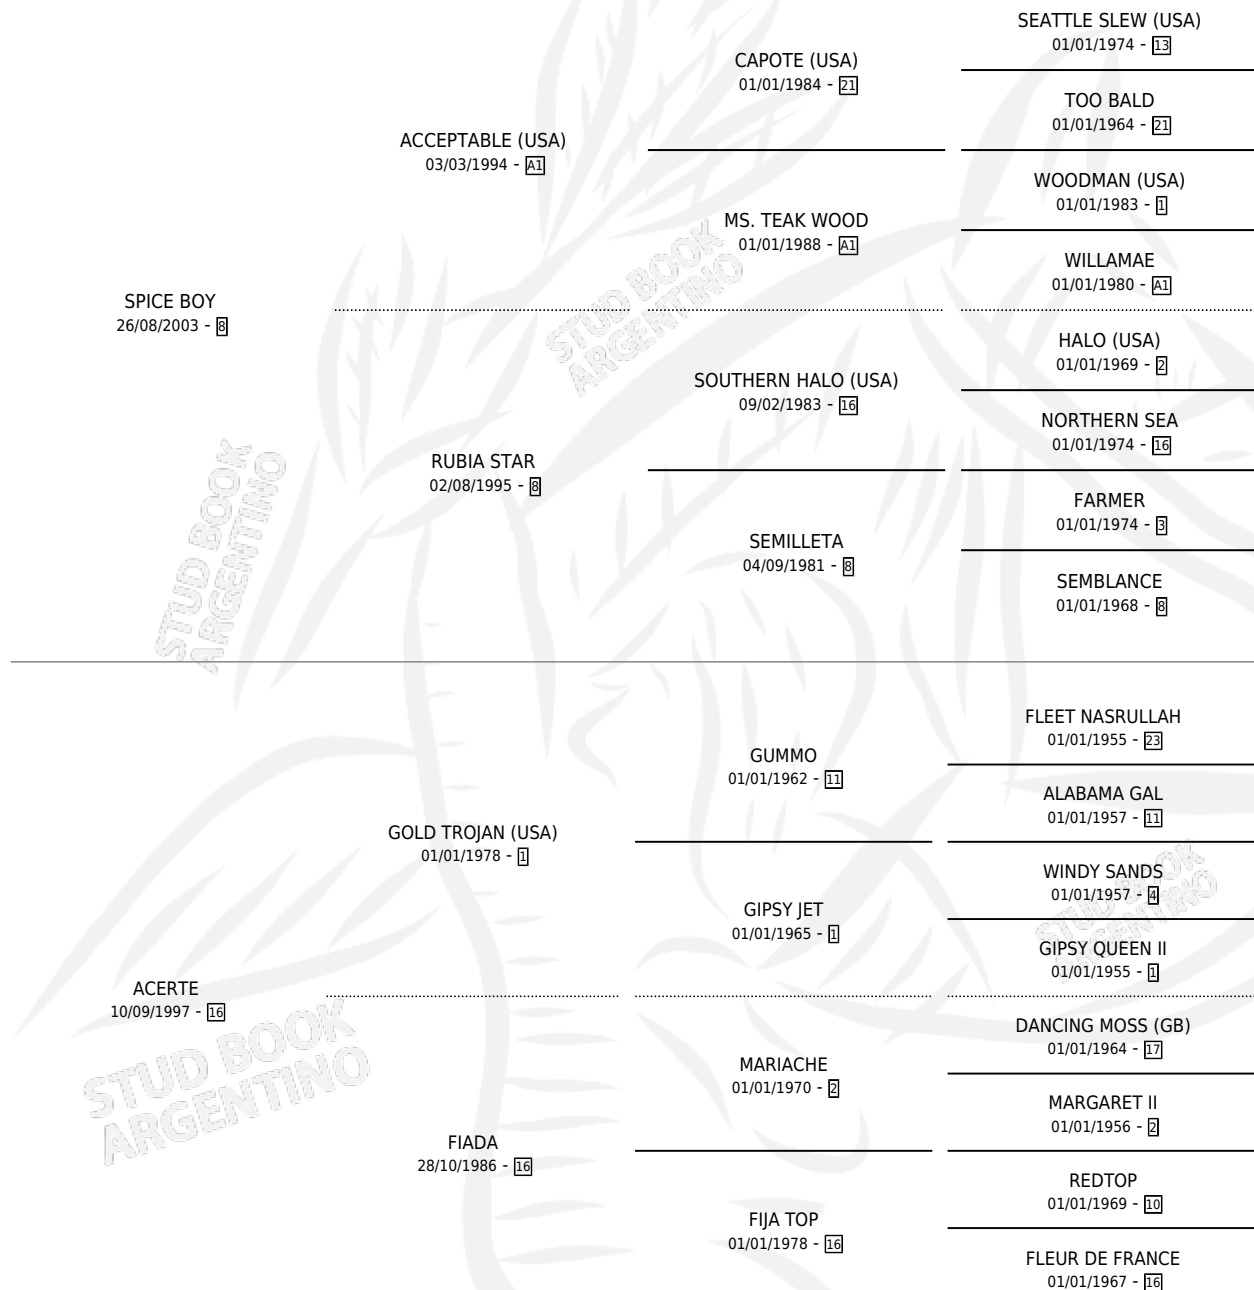 SEATTLE SLEW (USA)
01/01/1974 - 13
CAPOTE (USA)
01/01/1984 - 21
TOO BALD
01/01/1964 - 21
ACCEPTABLE (USA)
03/03/1994 - A1
WOODMAN (USA)
01/01/1983 - 1
MS. TEAK WOOD
01/01/1988 - A1
WILLAMAE
01/01/1980 - A1
SPICE BOY
26/08/2003 - 8
HALO (USA)
01/01/1969 - 2
SOUTHERN HALO (USA)
09/02/1983 - 16
NORTHERN SEA
01/01/1974 - 16
RUBIA STAR
02/08/1995 - 8
FARMER
01/01/1974 - 3
SEMILLETA
04/09/1981 - 8
SEMBLANCE
01/01/1968 - 8
FLEET NASRULLAH
01/01/1955 - 23
GUMMO
01/01/1962 - 11
ALABAMA GAL
01/01/1957 - 11
GOLD TROJAN (USA)
01/01/1978 - 1
WINDY SANDS
01/01/1957 - 4
GIPSY JET
01/01/1965 - 1
GIPSY QUEEN II
01/01/1955 - 1
ACERTE
10/09/1997 - 16
DANCING MOSS (GB)
01/01/1964 - 17
MARIACHE
01/01/1970 - 2
MARGARET II
01/01/1956 - 2
FIADA
28/10/1986 - 16
REDTOP
01/01/1969 - 10
FIJA TOP
01/01/1978 - 16
FLEUR DE FRANCE
01/01/1967 - 16
STUD BOOK
ARGENTINO
STUD BOOK
ARGENTINO
STUD BOOK
ARGENTINO
STUD BOOK
ARGENTINO